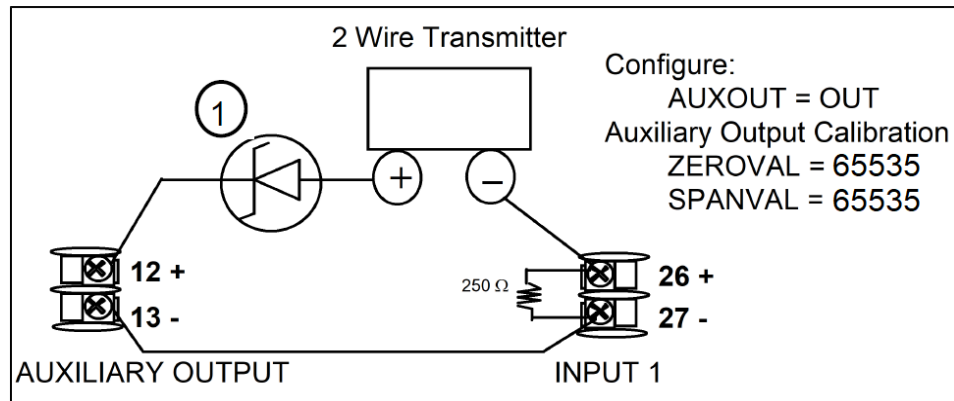 2 Wire Transmitter
Configure:
AUXOUT = OUT
Auxiliary Output Calibration
ZEROVAL = 65535
SPANVAL = 65535
1
+
−
12 +
13 -
250 Ω
26 +
27 -
AUXILIARY OUTPUT
INPUT 1